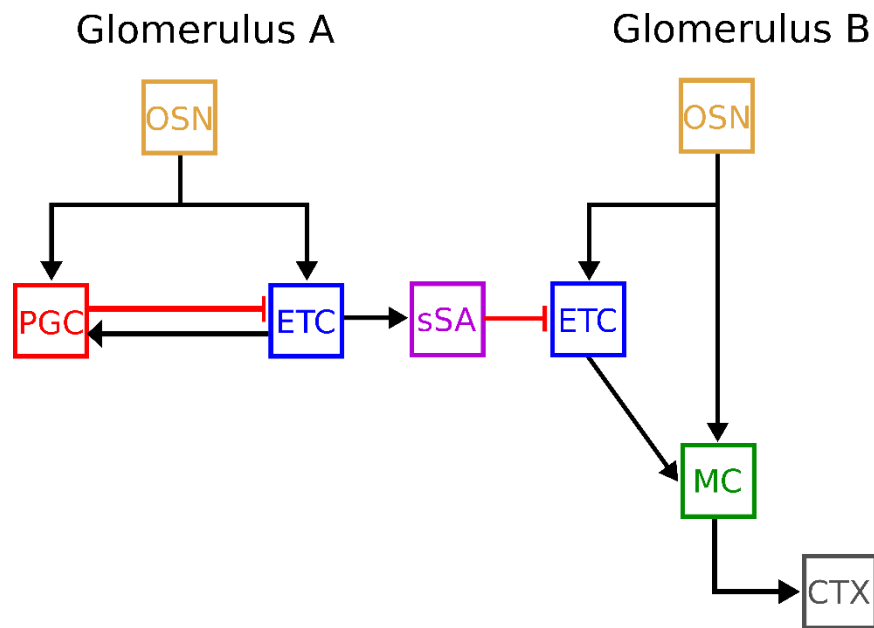 Glomerulus A
Glomerulus B
OSN
OSN
PGC
ETC
sSA
ETC
MC
CTX